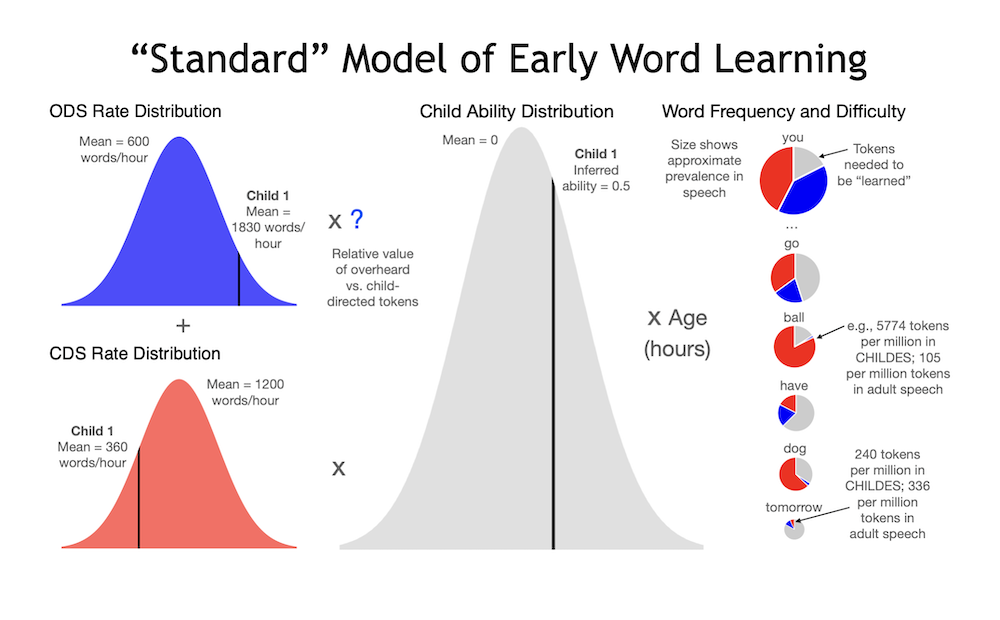 “Standard” Model of Early Word Learning
ODS Rate Distribution
Mean = 600
words/hour
Child 1
Mean =
1830 words/
hour
x ?
Relative value
of overheard
vs. child-
directed tokens
+
CDS Rate Distribution
Mean = 1200
words/hour
Child 1
Mean = 360
words/hour
x
Child Ability Distribution
Mean = 0
Child 1
Inferred
ability = 0.5
x Age
(hours)
Word Frequency and Difficulty
Size shows
approximate
prevalence in
speech
you
Tokens
needed to
be “learned”
...
go
ball
e.g., 5774 tokens
per million in
CHILDES; 105
per million tokens
in adult speech
have
dog
240 tokens
per million in
CHILDES; 336
per million
tokens in
adult speech
tomorrow